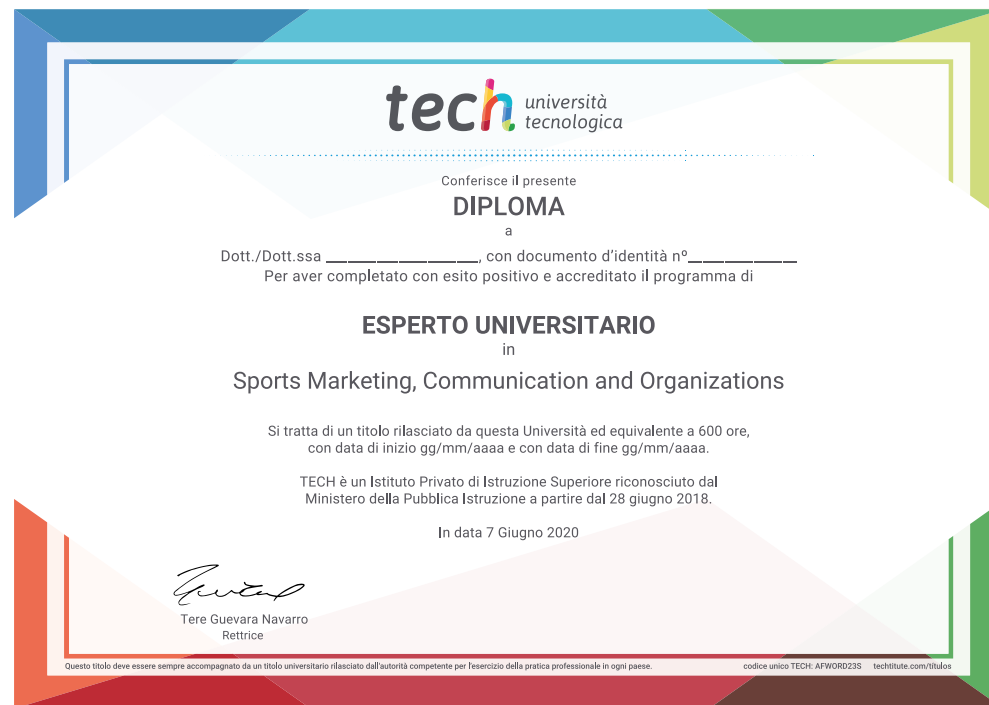 tech università
tecnologica
Conferisce il presente
DIPLOMA
a
Dott./Dott.ssa ____________________, con documento d'identità nº______________
Per aver completato con esito positivo e accreditato il programma di
ESPERTO UNIVERSITARIO
in
Sports Marketing, Communication and Organizations
Si tratta di un titolo rilasciato da questa Università ed equivalente a 600 ore,
con data di inizio gg/mm/aaaa e con data di fine gg/mm/aaaa.
TECH è un Istituto Privato di Istruzione Superiore riconosciuto dal
Ministero della Pubblica Istruzione a partire dal 28 giugno 2018.
In data 7 Giugno 2020
Tere Guevara Navarro
Rettrice
Questo titolo deve essere sempre accompagnato da un titolo universitario rilasciato dall'autorità competente per l'esercizio della pratica professionale in ogni paese. codice unico TECH: AFWORD23S techtitute.com/titulos